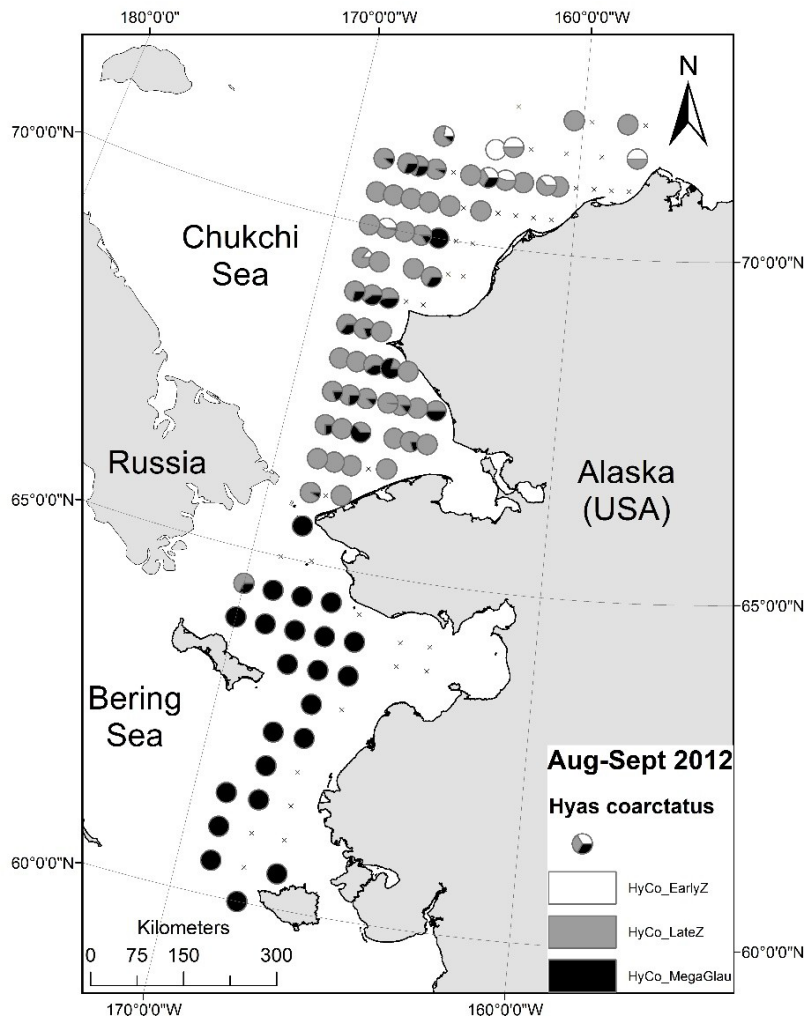 180°0'0" 170°0'0"W 160°0'0"W
N
70°0'0"N
Chukchi
Sea
70°0'0"N
Russia
Alaska
(USA)
65°0'0"N
65°0'0"N
Bering
Sea
Aug-Sept 2012
Hyas coarctatus
HyCo_EarlyZ
HyCo_LateZ
HyCo_MegaGlau
60°0'0"N
60°0'0"N
Kilometers
0 75 150 300
170°0'0"W 160°0'0"W